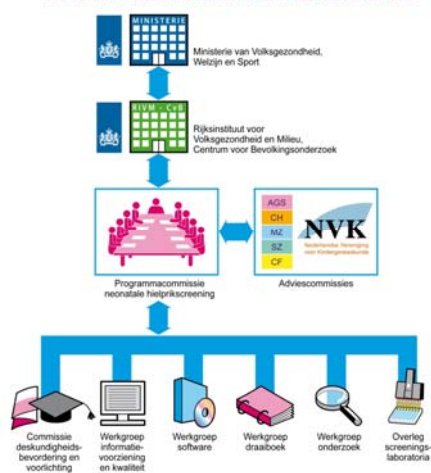 MINISTERIE
Ministerie van Volksgezondheid,
Welzijn en Sport
RIVM - CvB
Rijksinstituut voor
Volksgezondheid en Milieu,
Centrum voor Bevolkingsonderzoek
AGS
CH
MZ
SZ
CF
NVK
Nederlandse Vereniging
voor Kindergeneeskunde
Programmacommissie
neonatale hielprikscreening
Adviescommissies
Commissie
deskundigheids-
bevordering en
voorlichting
Werkgroep
informatie-
voorziening
en kwaliteit
Werkgroep
software
Werkgroep
draaiboek
Werkgroep
onderzoek
Overleg
screenings-
laboratoria